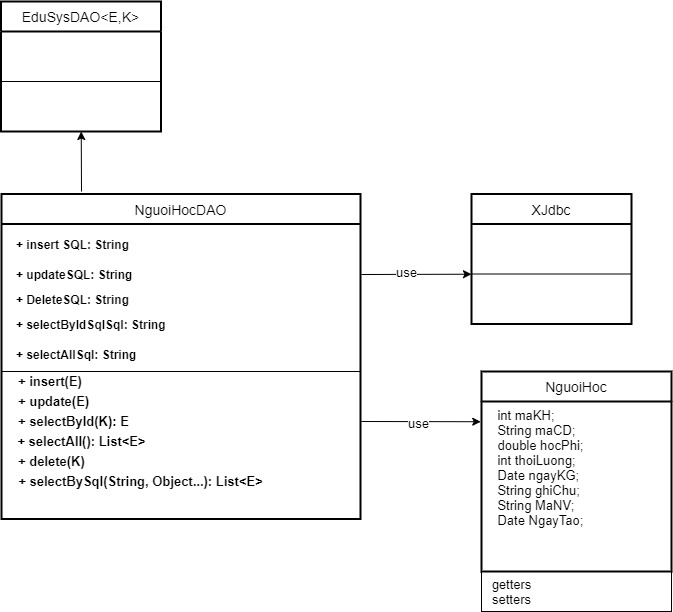 EduSysDAO<E,K>
NguoiHocDAO
+ insert SQL: String
+ updateSQL: String
+ DeleteSQL: String
+ selectByIdSqlSql: String
+ selectAllSql: String
+ insert(E)
+ update(E)
+ selectById(K): E
+ selectAll(): List<E>
+ delete(K)
+ selectBySql(String, Object...): List<E>
use
XJdbc
use
NguoiHoc
int maKH;
String maCD;
double hocPhi;
int thoiLuong;
Date ngayKG;
String ghiChu;
String MaNV;
Date NgayTao;
getters
setters